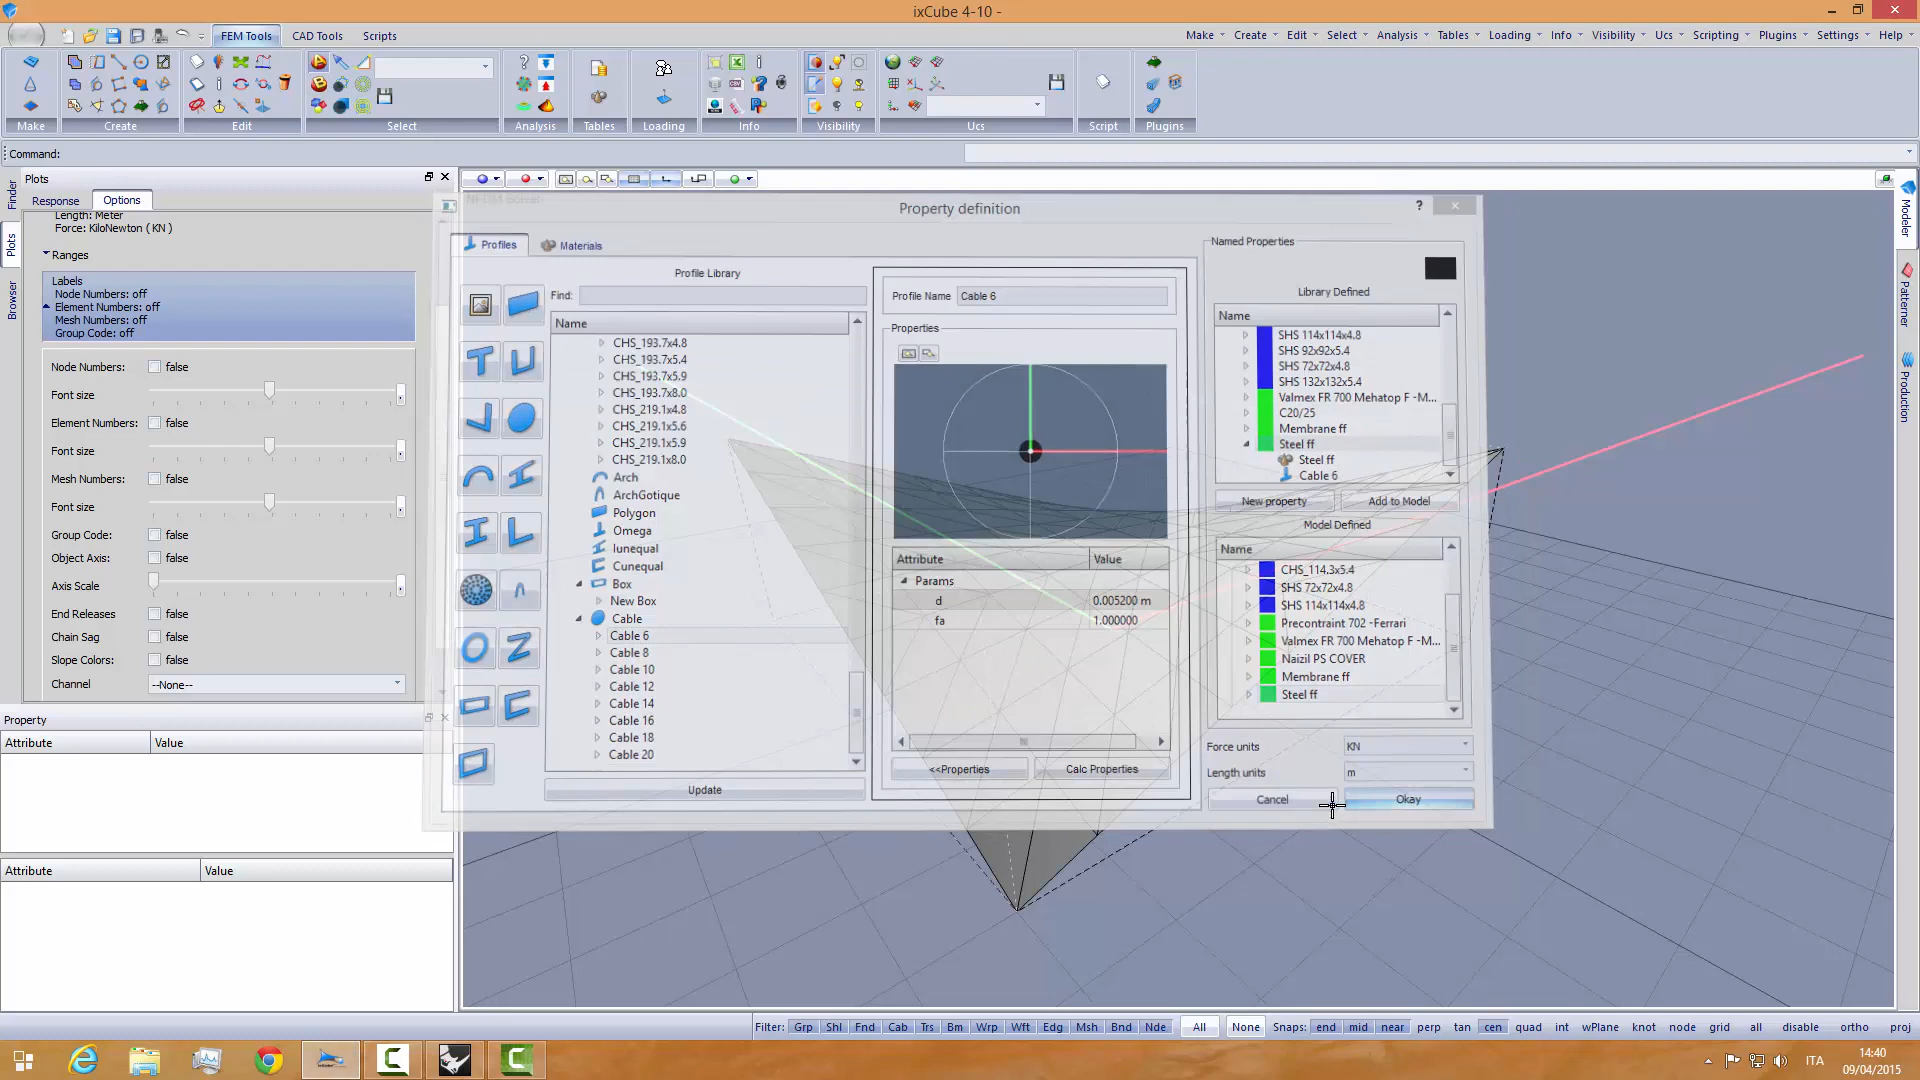 ixCube 4-10 -
FEM Tools CAD Tools Scripts
Make Create Edit Select Analysis Tables Loading Info Visibility Ucs Scripting Plugins Settings Help
Make Create Edit Select Analysis Tables Loading Info Visibility Ucs Script Plugins
Command:
Plots
Response Options
Length: Meter
Force: KiloNewton ( KN )
Ranges
Labels
Node Numbers: off
Element Numbers: off
Mesh Numbers: off
Group Code: off
Node Numbers: false
Font size
Element Numbers: false
Font size
Mesh Numbers: false
Font size
Group Code: false
Object Axis: false
Axis Scale
End Releases false
Chain Sag: false
Slope Colors: false
Channel --None--
Property
Attribute Value
Attribute Value
Finder
Plots
Browser
Property definition
?
Profiles Materials
Profile Library
Find:
Name
CHS_193.7x4.8
CHS_193.7x5.4
CHS_193.7x5.9
CHS_193.7x8.0
CHS_219.1x4.8
CHS_219.1x5.6
CHS_219.1x5.9
CHS_219.1x8.0
Arch
ArchGotique
Polygon
Omega
Iunequal
Cunequal
Box
New Box
Cable
Cable 6
Cable 8
Cable 10
Cable 12
Cable 14
Cable 16
Cable 18
Cable 20
Update
Profile Name Cable 6
Properties
Attribute Value
Params
d 0.005200 m
fa 1.000000
<<Properties Calc Properties
Named Properties
Library Defined
Name
SHS 114x114x4.8
SHS 92x92x5.4
SHS 72x72x4.8
SHS 132x132x5.4
Valmex FR 700 Mehatop F -M...
C20/25
Membrane ff
Steel ff
Steel ff
Cable 6
New property Add to Model
Model Defined
Name
CHS_114.3x5.4
SHS 72x72x4.8
SHS 114x114x4.8
Precontraint 702 -Ferrari
Valmex FR 700 Mehatop F -M...
Naizil PS COVER
Membrane ff
Steel ff
Force units KN
Length units m
Cancel Okay
Modeler
Patterner
Production
Filter: Grp Shl Fnd Cab Trs Bm Wrp Wft Edg Msh Bnd Nde All None Snaps: end mid near perp tan cen quad int wPlane knot node grid all disable ortho proj
ITA
14:40
09/04/2015